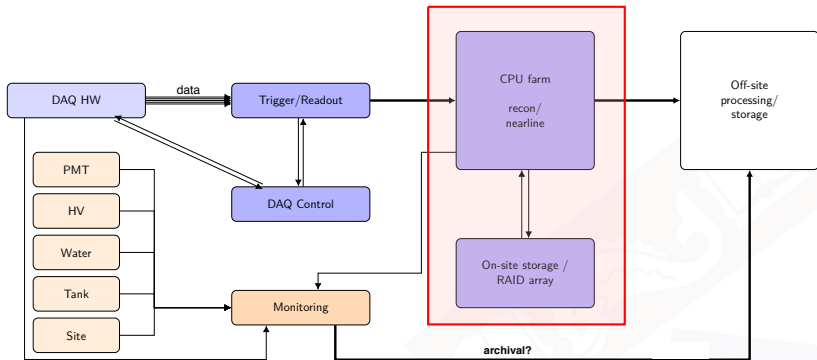 DAQ HW
data
Trigger/Readout
CPU farm
recon/
nearline
Off-site
processing/
storage
PMT
HV
DAQ Control
Water
Tank
Site
Monitoring
On-site storage /
RAID array
archival?